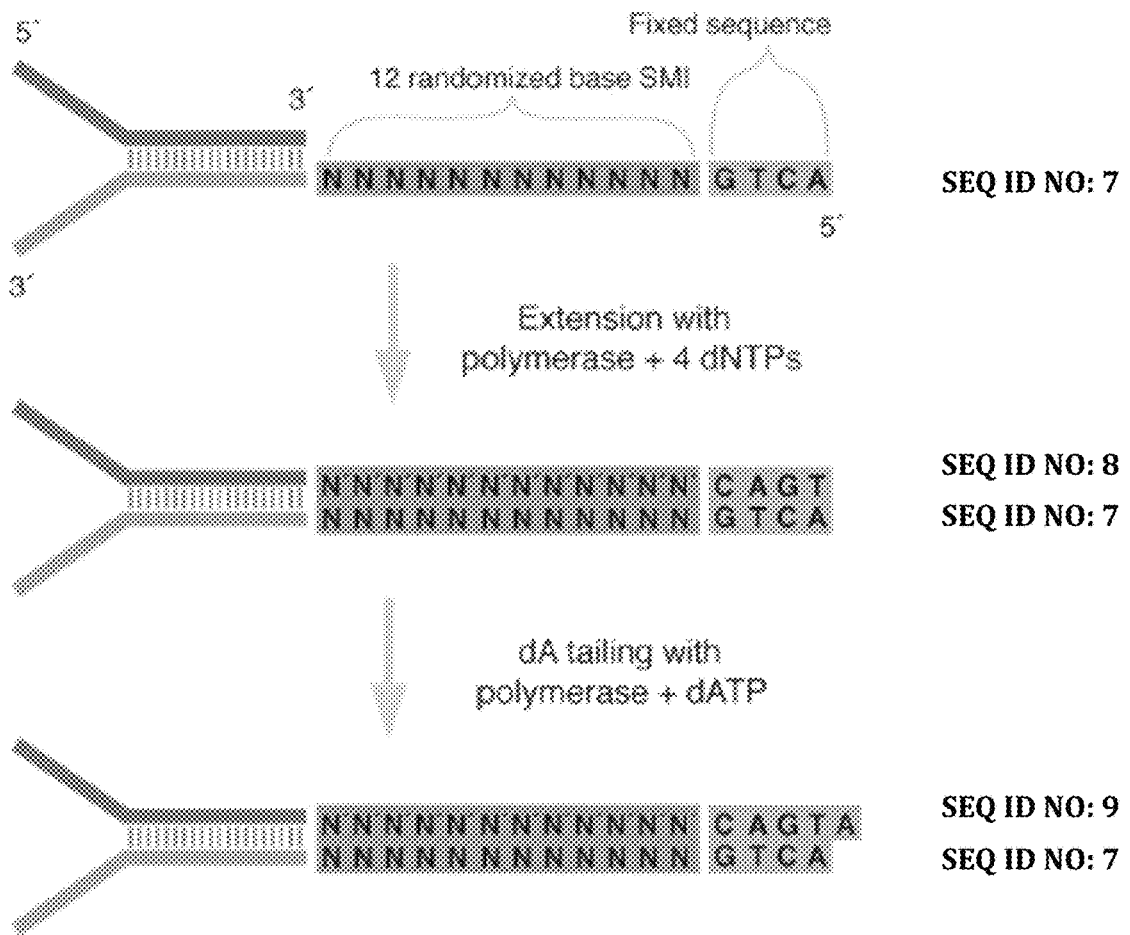 5´
Fixed sequence
12 randomized base SMI
3´
N N N N N N N N N N N N G T C A
SEQ ID NO: 7
5´
3´
Extension with
polymerase + 4 dNTPs
N N N N N N N N N N N N C A G T
SEQ ID NO: 8
N N N N N N N N N N N N G T C A
SEQ ID NO: 7
dA tailing with
polymerase + dATP
N N N N N N N N N N N N C A G T A
SEQ ID NO: 9
N N N N N N N N N N N N G T C A
SEQ ID NO: 7